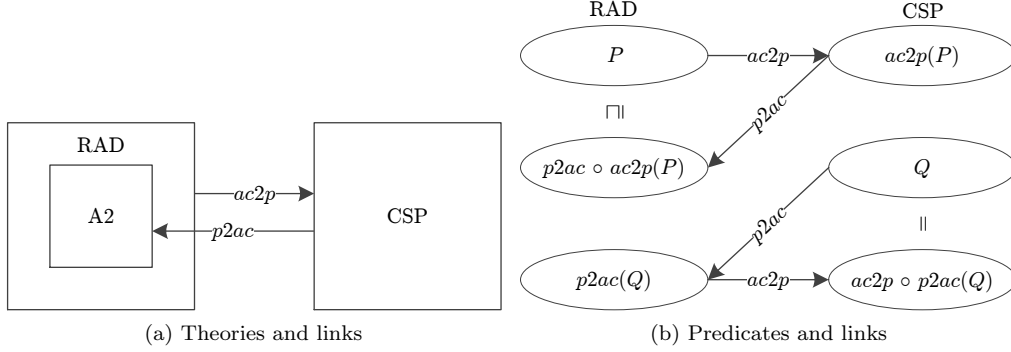 RAD
A2
ac2p
p2ac
CSP
(a) Theories and links
RAD
CSP
P
ac2p
ac2p(P)
⊓=
p2ac
p2ac ∘ ac2p(P)
Q
p2ac
=
p2ac(Q)
ac2p
ac2p ∘ p2ac(Q)
(b) Predicates and links